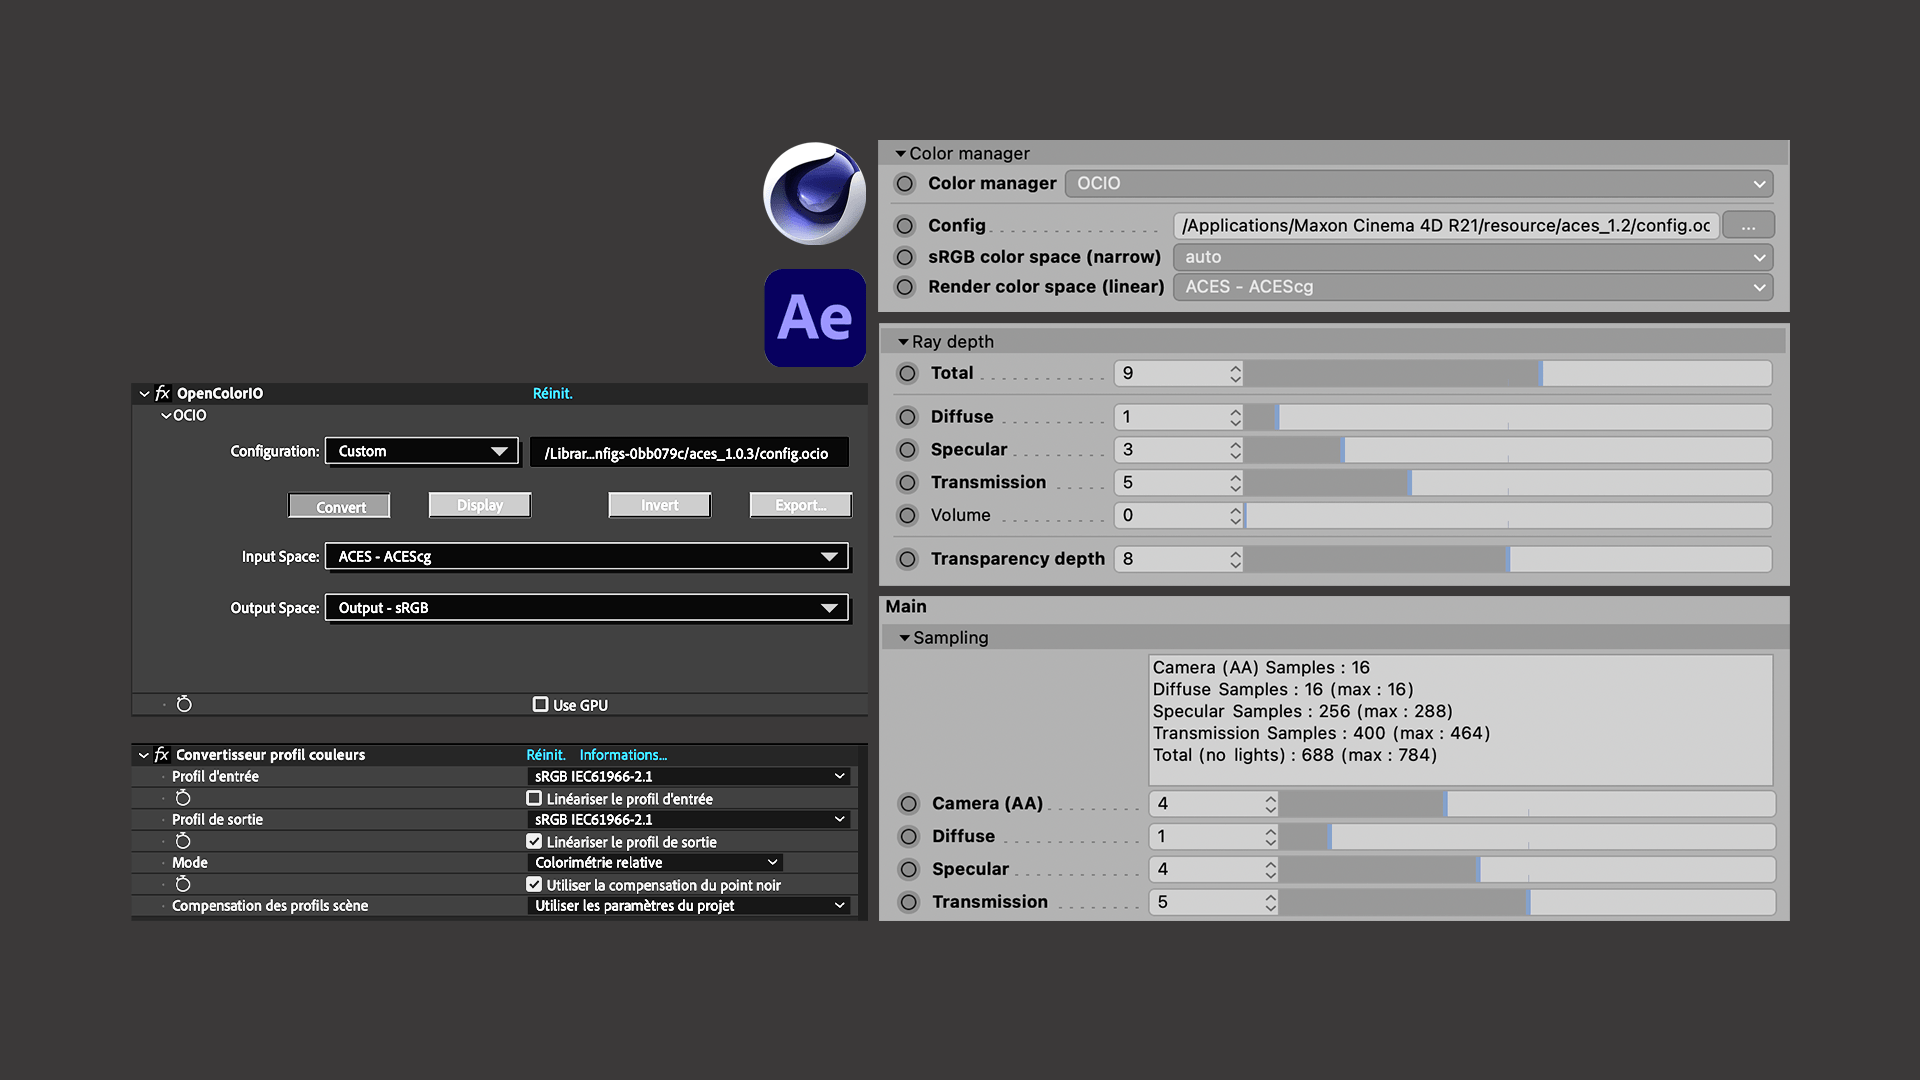 Color manager
Color manager OCIO
Config /Applications/Maxon Cinema 4D R21/resource/aces_1.2/config.oc ...
sRGB color space (narrow) auto
Render color space (linear) ACES - ACEScg
Ae
Ray depth
Total 9
Diffuse 1
Specular 3
Transmission 5
Volume 0
Transparency depth 8
Main
Sampling
Camera (AA) Samples : 16
Diffuse Samples : 16 (max : 16)
Specular Samples : 256 (max : 288)
Transmission Samples : 400 (max : 464)
Total (no lights) : 688 (max : 784)
Camera (AA) 4
Diffuse 1
Specular 4
Transmission 5
fx OpenColorIO Réinit.
OCIO
Configuration: Custom /Librar...nfigs-0bb079c/aces_1.0.3/config.ocio
Convert Display Invert Export...
Input Space: ACES - ACEScg
Output Space: Output - sRGB
Use GPU
fx Convertisseur profil couleurs Réinit. Informations...
Profil d'entrée sRGB IEC61966-2.1
Linéariser le profil d'entrée
Profil de sortie sRGB IEC61966-2.1
Linéariser le profil de sortie
Mode Colorimétrie relative
Utiliser la compensation du point noir
Compensation des profils scène Utiliser les paramètres du projet